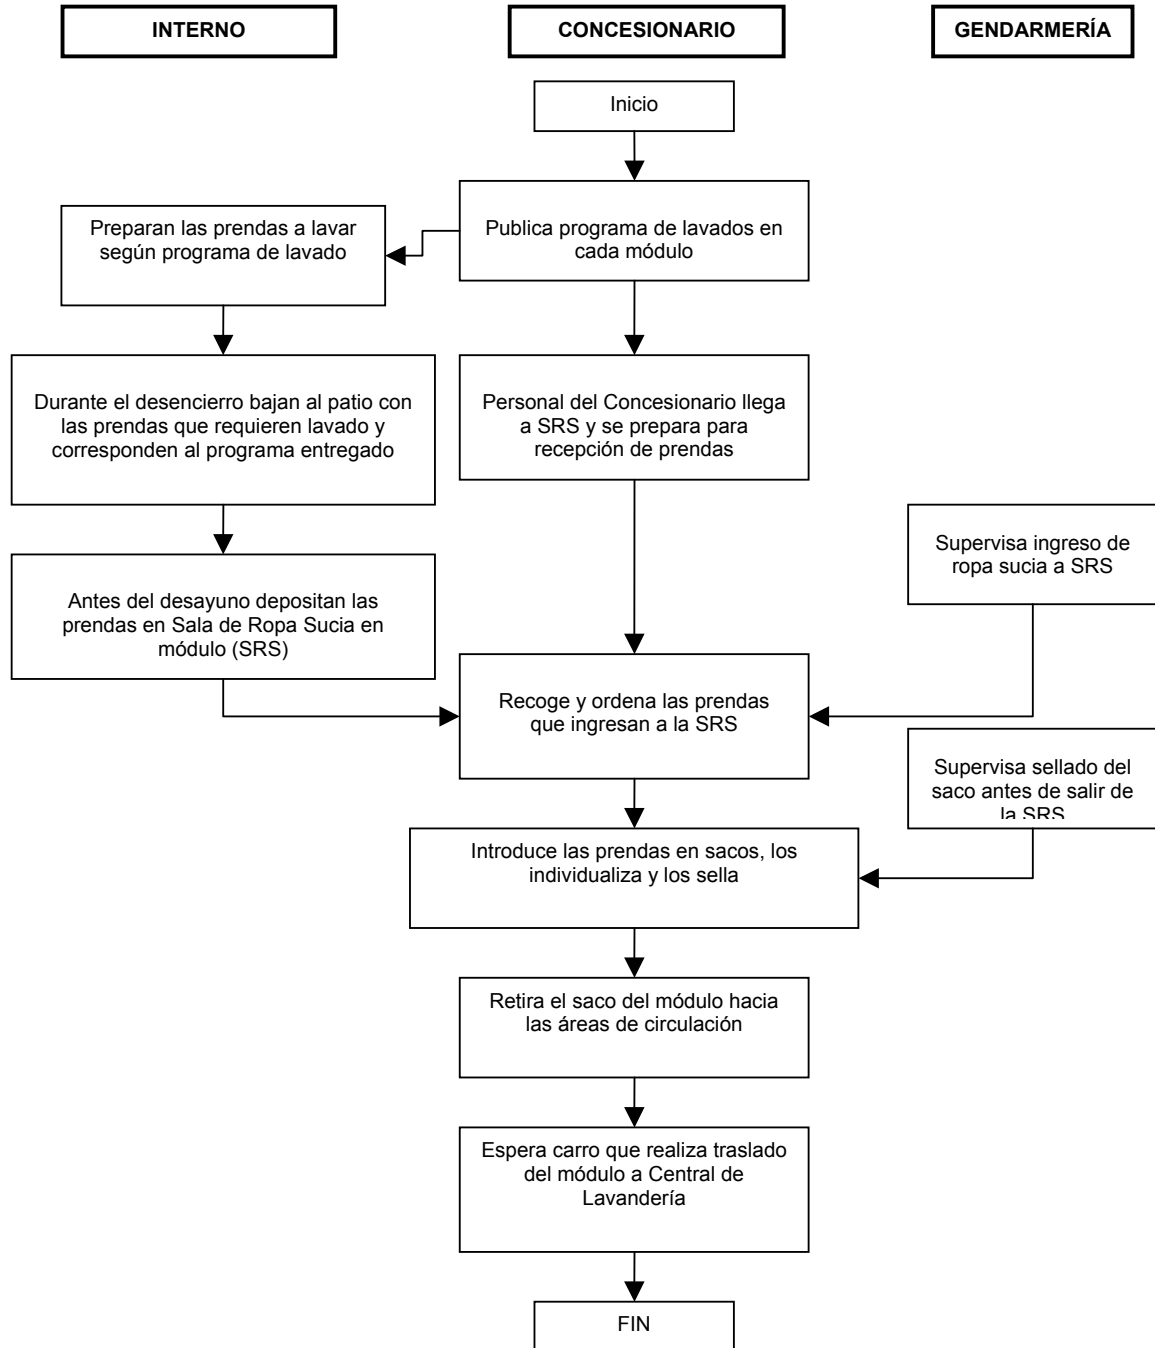 INTERNO
CONCESIONARIO
GENDARMERÍA
Inicio
Publica programa de lavados en
cada módulo
Preparan las prendas a lavar
según programa de lavado
Durante el desencierro bajan al patio con
las prendas que requieren lavado y
corresponden al programa entregado
Personal del Concesionario llega
a SRS y se prepara para
recepción de prendas
Supervisa ingreso de
ropa sucia a SRS
Antes del desayuno depositan las
prendas en Sala de Ropa Sucia en
módulo (SRS)
Recoge y ordena las prendas
que ingresan a la SRS
Supervisa sellado del
saco antes de salir de
la SRS
Introduce las prendas en sacos, los
individualiza y los sella
Retira el saco del módulo hacia
las áreas de circulación
Espera carro que realiza traslado
del módulo a Central de
Lavandería
FIN